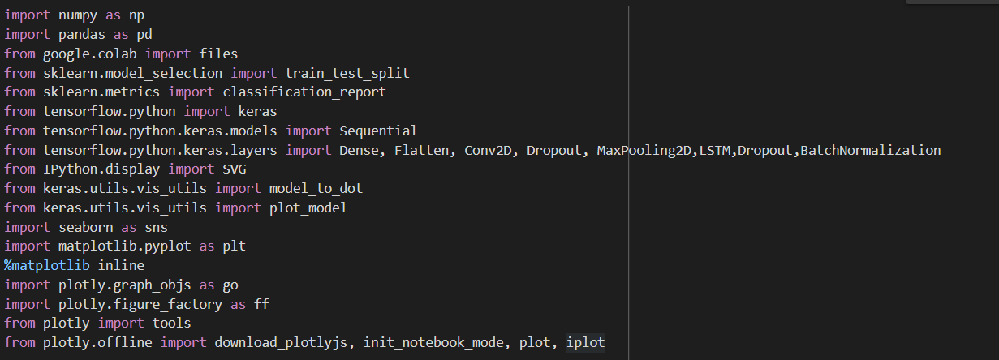 import numpy as np
import pandas as pd
from google.colab import files
from sklearn.model_selection import train_test_split
from sklearn.metrics import classification_report
from tensorflow.python import keras
from tensorflow.python.keras.models import Sequential
from tensorflow.python.keras.layers import Dense, Flatten, Conv2D, Dropout, MaxPooling2D,LSTM,Dropout,BatchNormalization
from IPython.display import SVG
from keras.utils.vis_utils import model_to_dot
from keras.utils.vis_utils import plot_model
import seaborn as sns
import matplotlib.pyplot as plt
%matplotlib inline
import plotly.graph_objs as go
import plotly.figure_factory as ff
from plotly import tools
from plotly.offline import download_plotlyjs, init_notebook_mode, plot, iplot